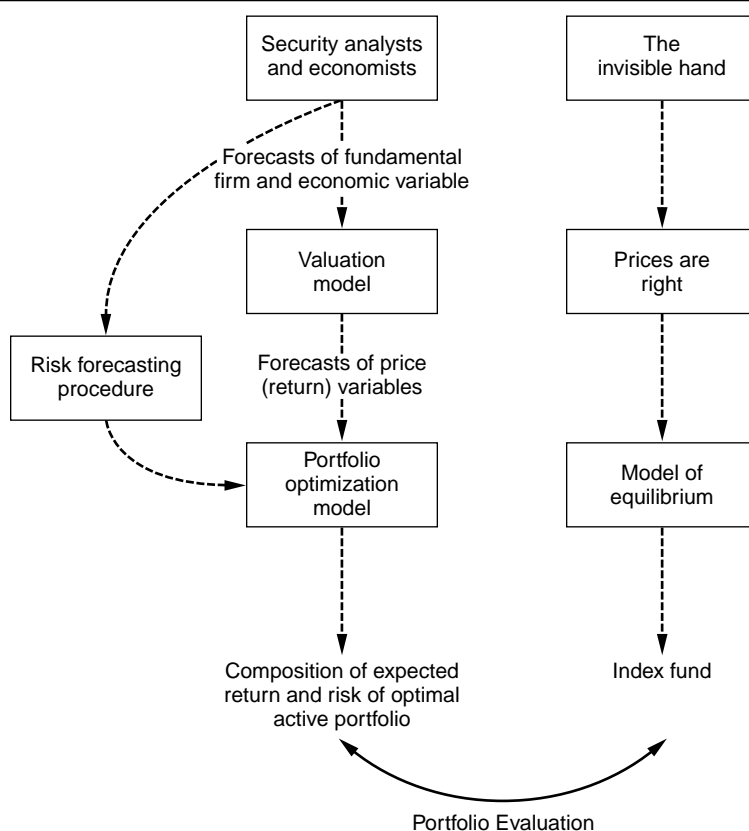 Security analysts
and economists
The
invisible hand
Forecasts of fundamental
firm and economic variable
Valuation
model
Prices are
right
Risk forecasting
procedure
Forecasts of price
(return) variables
Portfolio
optimization
model
Model of
equilibrium
Composition of expected
return and risk of optimal
active portfolio
Index fund
Portfolio Evaluation